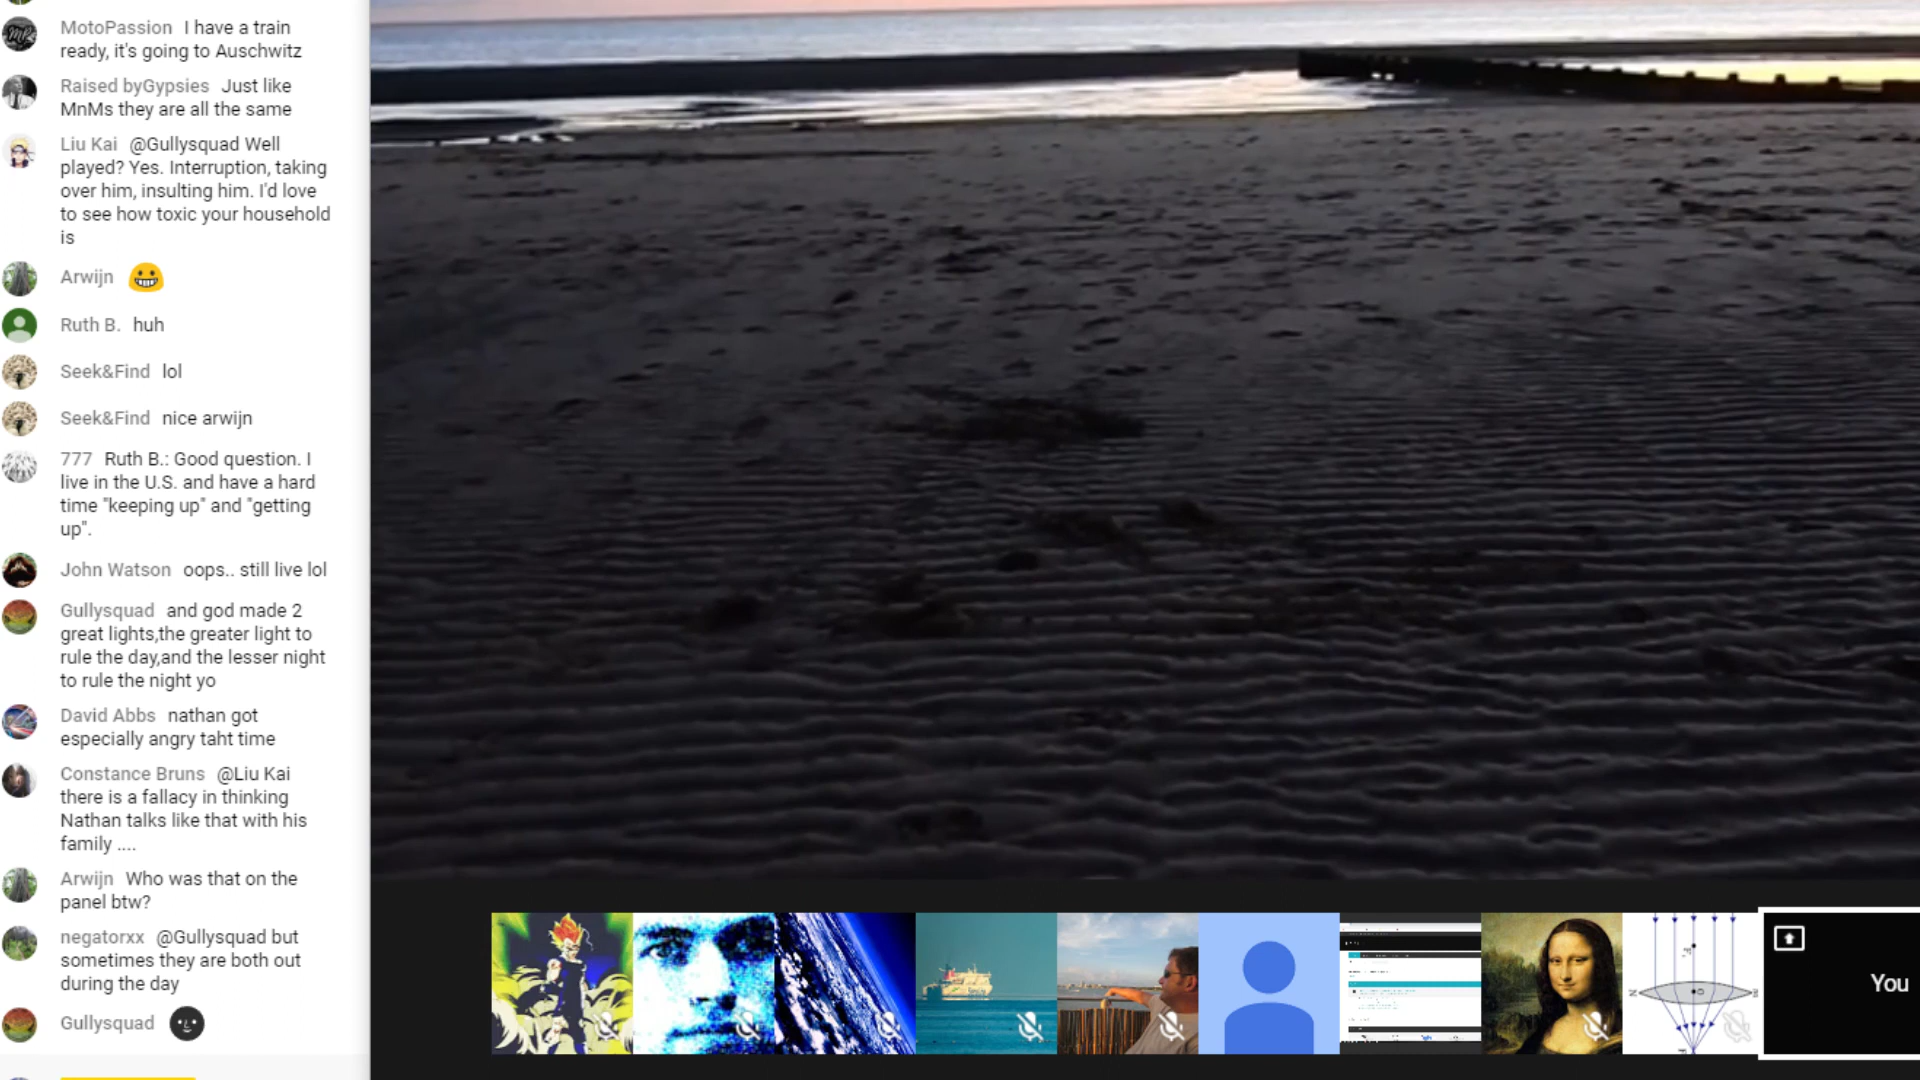 MotoPassion I have a train
ready, it's going to Auschwitz
Raised byGypsies Just like
MnMs they are all the same
Liu Kai @Gullysquad Well
played? Yes. Interruption, taking
over him, insulting him. I'd love
to see how toxic your household
is
Arwijn
Ruth B. huh
Seek&Find lol
Seek&Find nice arwijn
777 Ruth B.: Good question. I
live in the U.S. and have a hard
time "keeping up" and "getting
up".
John Watson oops.. still live lol
Gullysquad and god made 2
great lights,the greater light to
rule the day,and the lesser night
to rule the night yo
David Abbs nathan got
especially angry taht time
Constance Bruns @Liu Kai
there is a fallacy in thinking
Nathan talks like that with his
family ....
Arwijn Who was that on the
panel btw?
negatorxx @Gullysquad but
sometimes they are both out
during the day
Gullysquad
You